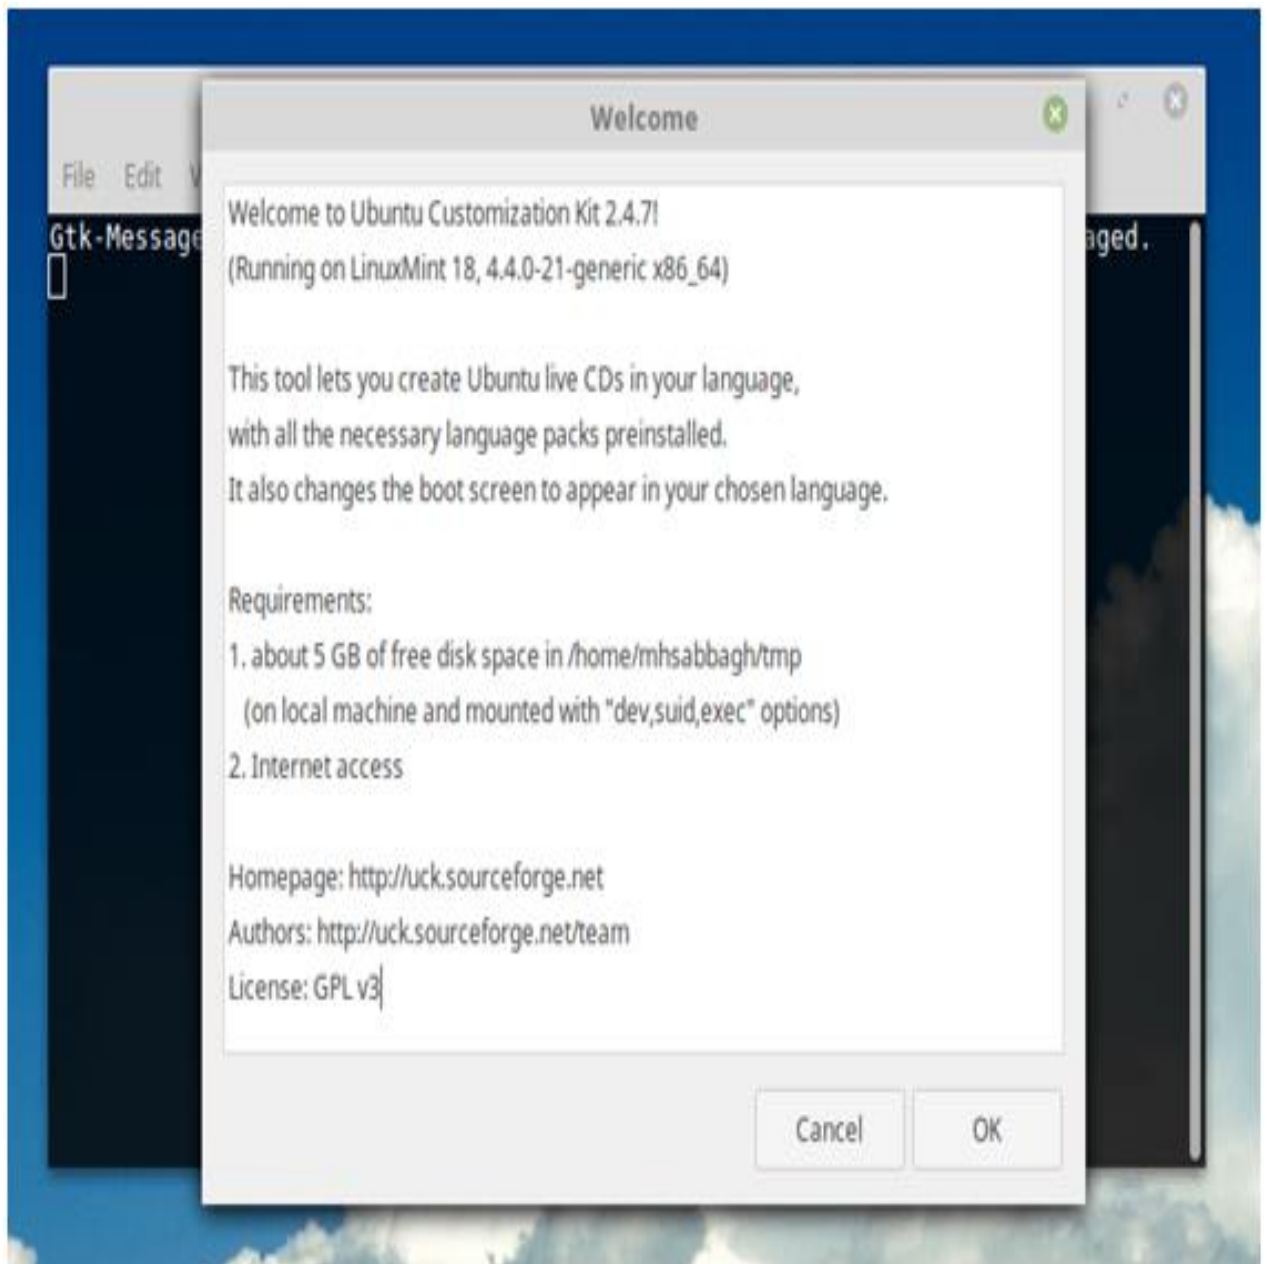 Welcome
File Edit V
Gtk-Message
aged.
Welcome to Ubuntu Customization Kit 2.4.7!
(Running on LinuxMint 18, 4.4.0-21-generic x86_64)
This tool lets you create Ubuntu live CDs in your language,
with all the necessary language packs preinstalled.
It also changes the boot screen to appear in your chosen language.
Requirements:
1. about 5 GB of free disk space in /home/mhsabbagh/tmp
(on local machine and mounted with "dev,suid,exec" options)
2. Internet access
Homepage: http://uck.sourceforge.net
Authors: http://uck.sourceforge.net/team
License: GPL v3
Cancel OK